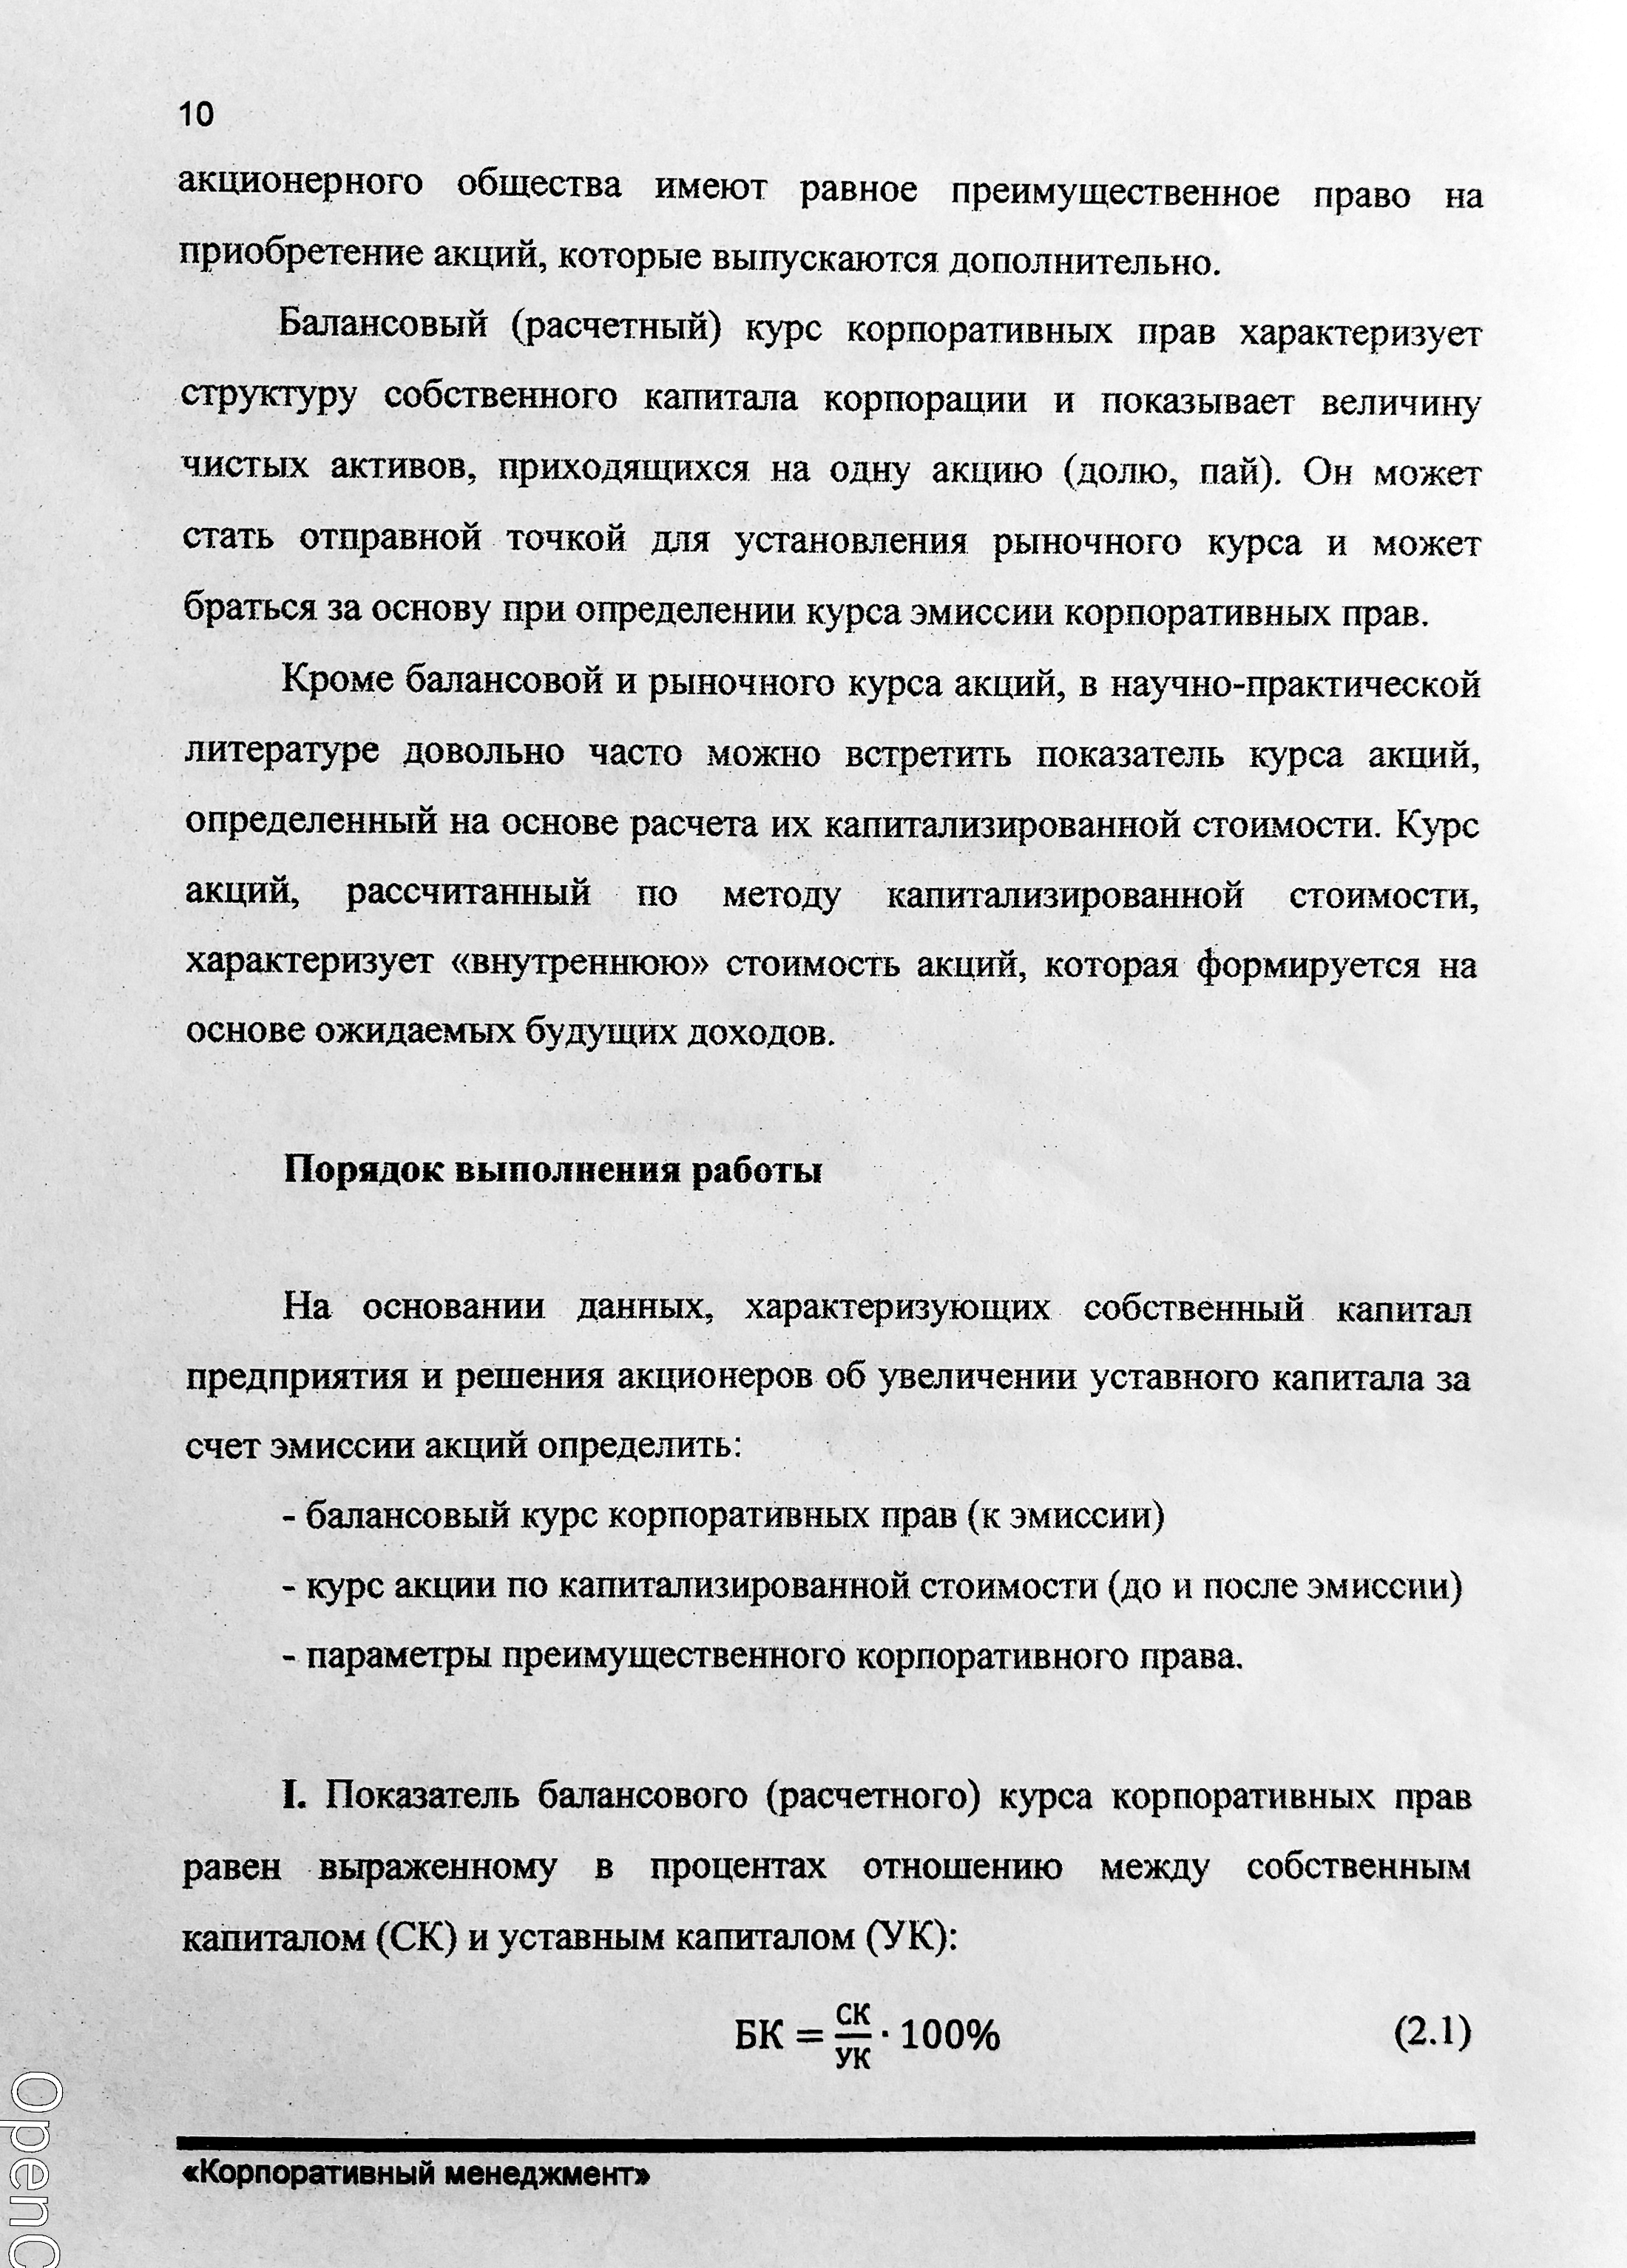 10
акционерного общества имеют равное преимущественное право на
приобретение акций, которые выпускаются дополнительно.
Балансовый (расчетный) курс корпоративных прав характеризует
структуру собственного капитала корпорации и показывает величину
чистых активов, приходящихся на одну акцию (долю, пай). Он может
стать отправной точкой для установления рыночного курса и может
браться за основу при определении курса эмиссии корпоративных прав.
Кроме балансовой и рыночного курса акций, в научно-практической
литературе довольно часто можно встретить показатель курса акций,
определенный на основе расчета их капитализированной стоимости. Курс
акций, рассчитанный по методу капитализированной стоимости,
характеризует «внутреннюю» стоимость акций, которая формируется на
основе ожидаемых будущих доходов.
Порядок выполнения работы
На основании данных, характеризующих собственный капитал
предприятия и решения акционеров об увеличении уставного капитала за
счет эмиссии акций определить:
- балансовый курс корпоративных прав (к эмиссии)
- курс акции по капитализированной стоимости (до и после эмиссии)
- параметры преимущественного корпоративного права.
I. Показатель балансового (расчетного) курса корпоративных прав
равен выраженному в процентах отношению между собственным
капиталом (СК) и уставным капиталом (УК):
БК = СК/УК · 100% (2.1)
«Корпоративный менеджмент»
OpenC